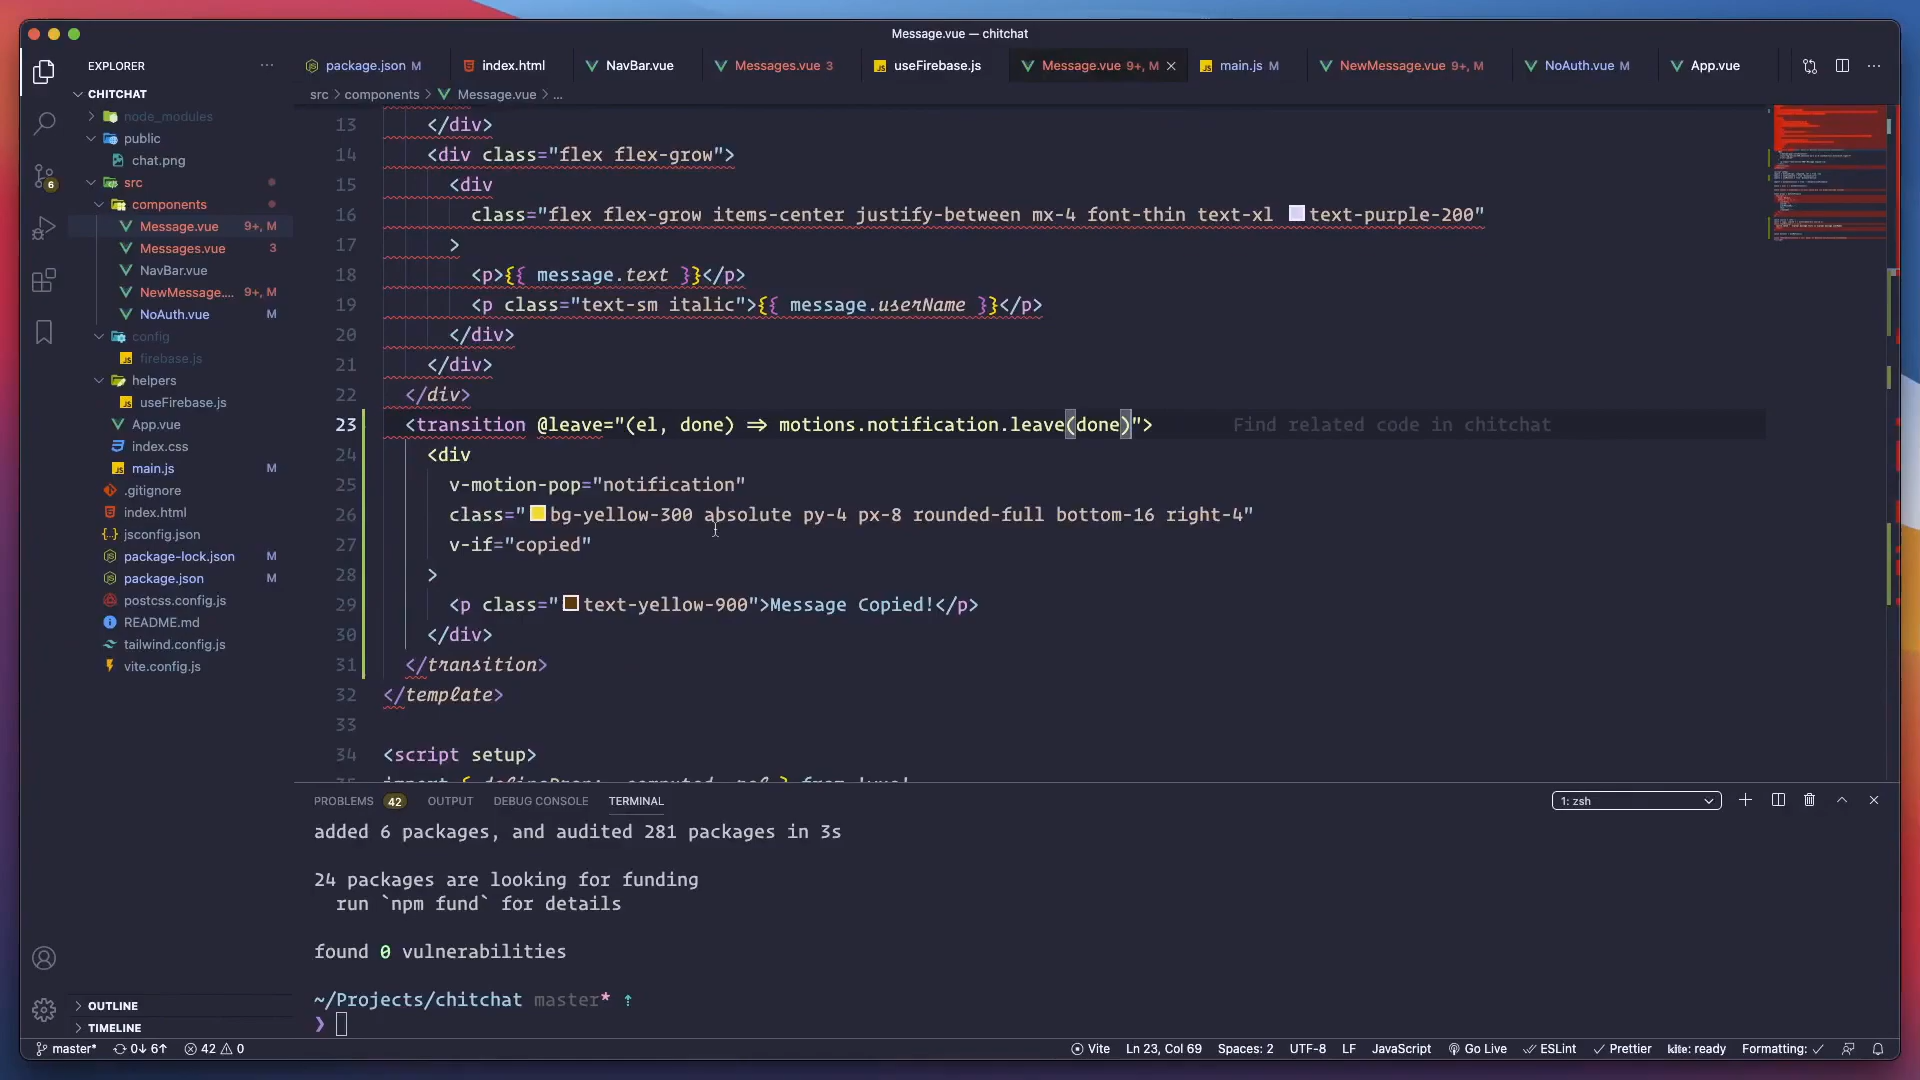 Message.vue — chitchat
EXPLORER
package.json M
index.html
NavBar.vue
Messages.vue 3
useFirebase.js
Message.vue 9+, M
main.js M
NewMessage.vue 9+, M
NoAuth.vue M
App.vue
CHITCHAT
node_modules
public
chat.png
src
components
Message.vue 9+, M
Messages.vue 3
NavBar.vue
NewMessage.... 9+, M
NoAuth.vue M
config
firebase.js
helpers
useFirebase.js
App.vue
index.css
main.js M
.gitignore
index.html
jsconfig.json
package-lock.json M
package.json M
postcss.config.js
README.md
tailwind.config.js
vite.config.js
OUTLINE
TIMELINE
6
src > components > Message.vue > ...
13 </div>
14 <div class="flex flex-grow">
15 <div
16 class="flex flex-grow items-center justify-between mx-4 font-thin text-xl text-purple-200"
17 >
18 <p>{{ message.text }}</p>
19 <p class="text-sm italic">{{ message.userName }}</p>
20 </div>
21 </div>
22 </div>
23 <transition @leave="(el, done) => motions.notification.leave(done)"> Find related code in chitchat
24 <div
25 v-motion-pop="notification"
26 class="bg-yellow-300 absolute py-4 px-8 rounded-full bottom-16 right-4"
27 v-if="copied"
28 >
29 <p class="text-yellow-900">Message Copied!</p>
30 </div>
31 </transition>
32 </template>
33
34 <script setup>
PROBLEMS 42 OUTPUT DEBUG CONSOLE TERMINAL
1: zsh
added 6 packages, and audited 281 packages in 3s
24 packages are looking for funding
run `npm fund` for details
found 0 vulnerabilities
~/Projects/chitchat master* ↑
❯
master* 0↓ 6↑ 42 0
Vite Ln 23, Col 69 Spaces: 2 UTF-8 LF JavaScript Go Live ESLint Prettier kite: ready Formatting: ✓